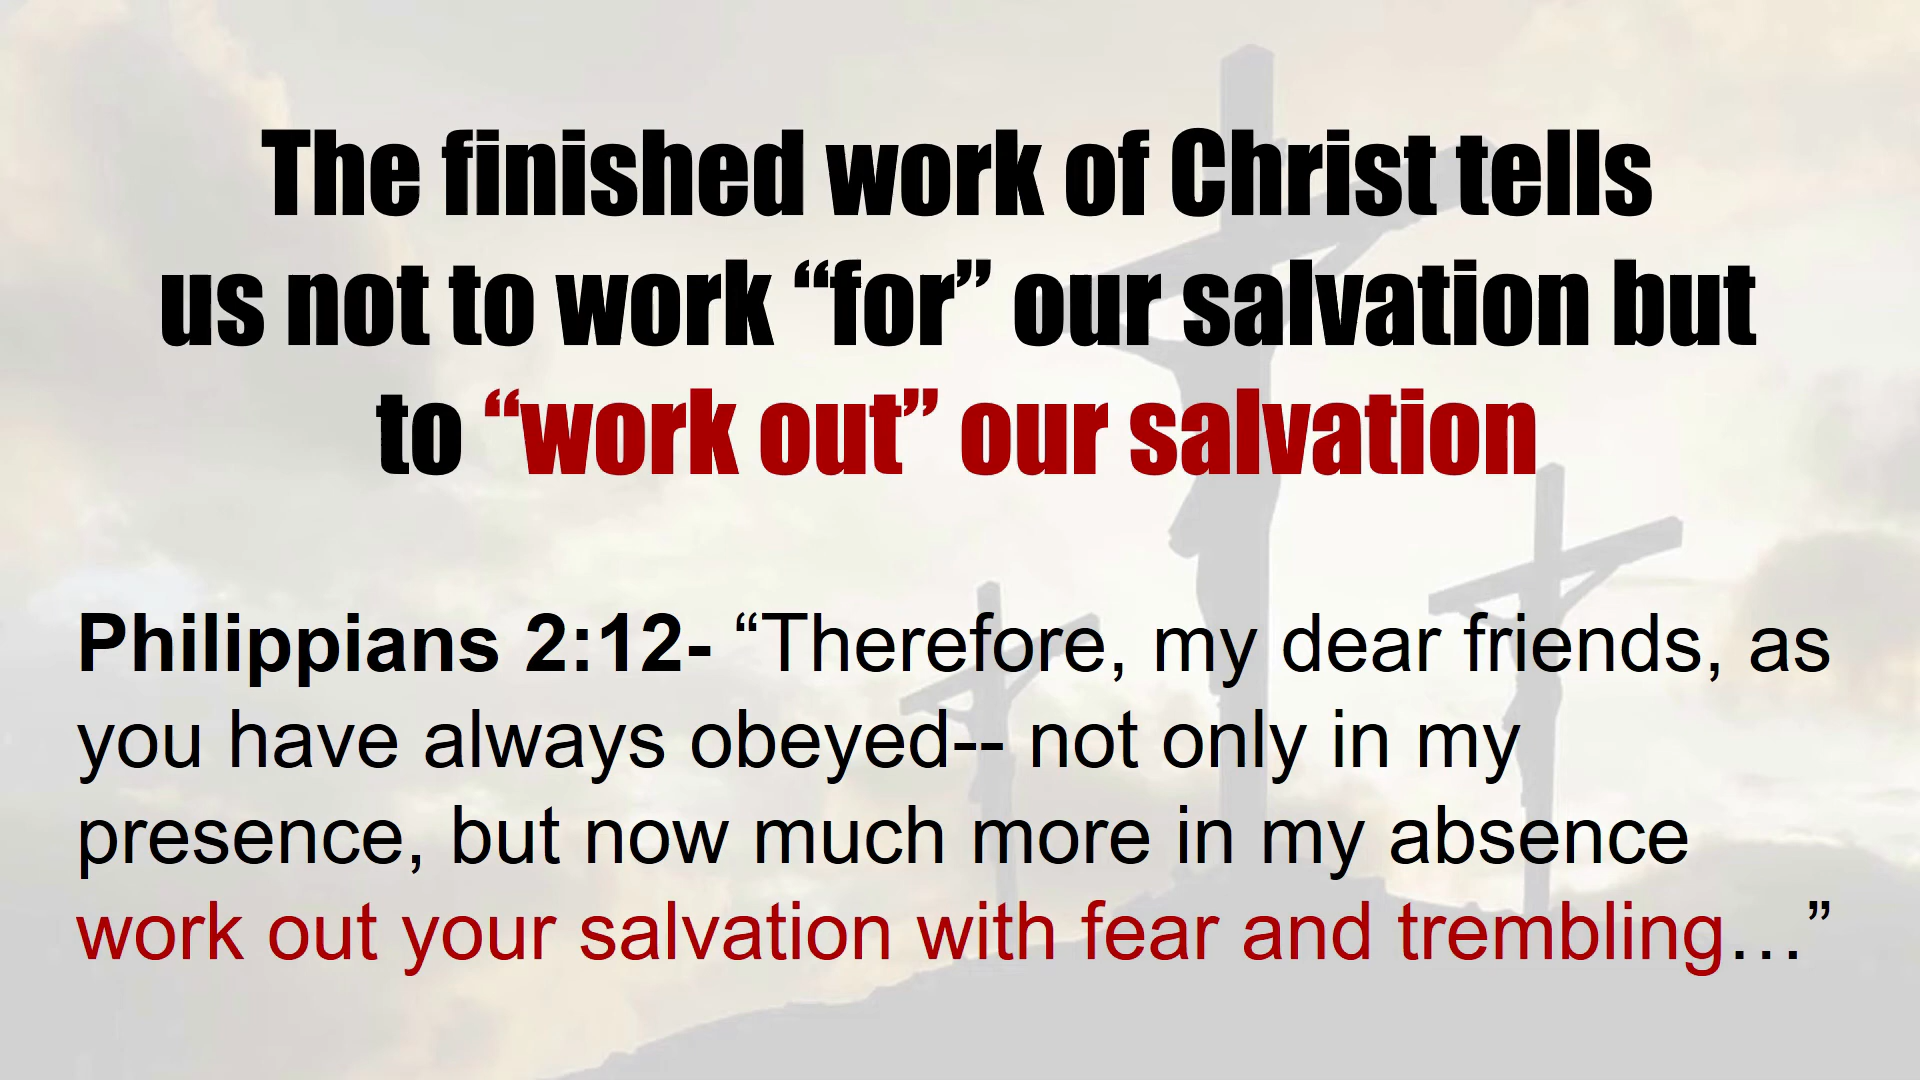 The finished work of Christ tells
us not to work “for” our salvation but
to “work out” our salvation
Philippians 2:12- “Therefore, my dear friends, as
you have always obeyed-- not only in my
presence, but now much more in my absence
work out your salvation with fear and trembling…”